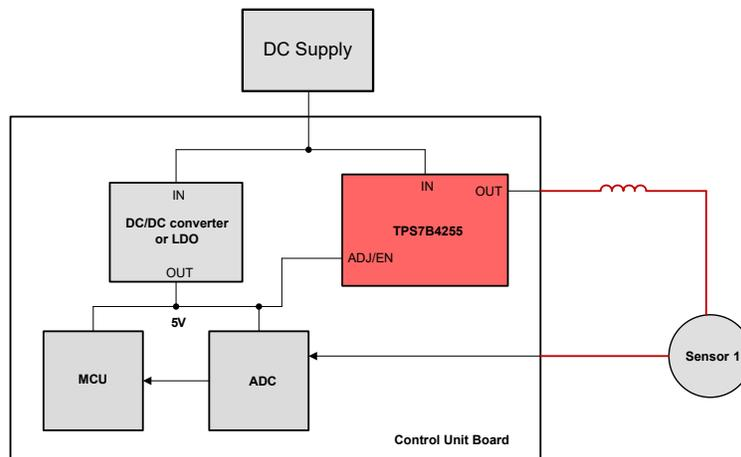 DC Supply
IN
IN
OUT
DC/DC converter
or LDO
TPS7B4255
ADJ/EN
OUT
5V
MCU
ADC
Sensor 1
Control Unit Board